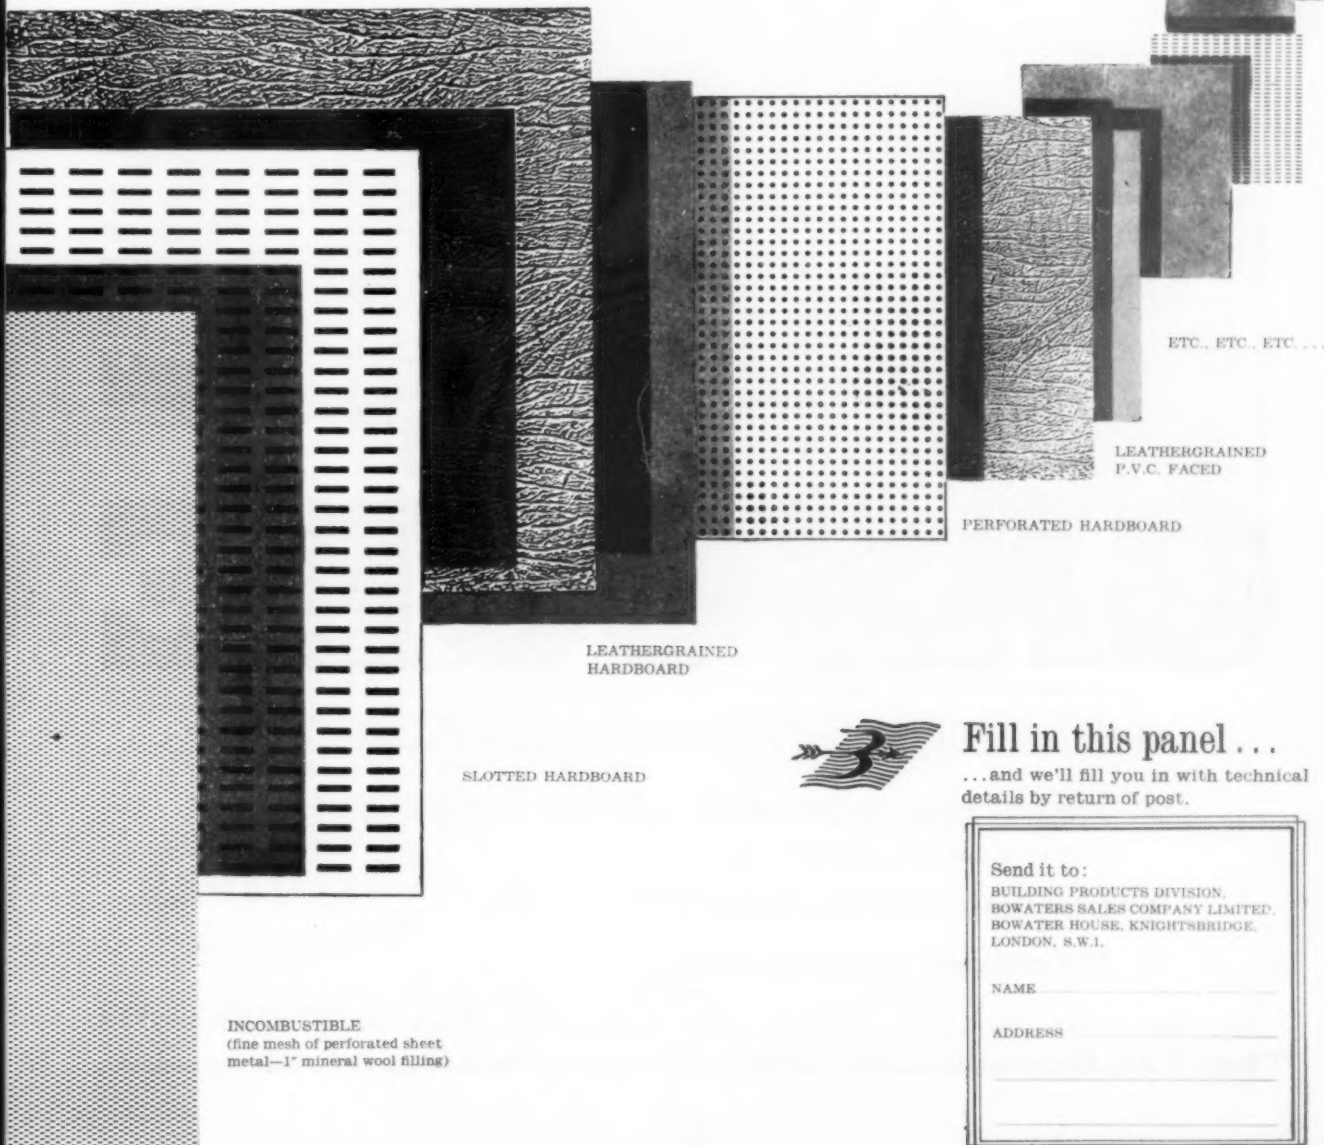 ETC., ETC., ETC....
LEATHERGRAINED
P.V.C. FACED
PERFORATED HARDBOARD
LEATHERGRAINED
HARDBOARD
SLOTTED HARDBOARD
INCOMBUSTIBLE
(fine mesh of perforated sheet
metal—1" mineral wool filling)
3
Fill in this panel...
...and we'll fill you in with technical
details by return of post.
Send it to:
BUILDING PRODUCTS DIVISION,
BOWATERS SALES COMPANY LIMITED,
BOWATER HOUSE, KNIGHTSBRIDGE,
LONDON, S.W.1.
NAME
ADDRESS